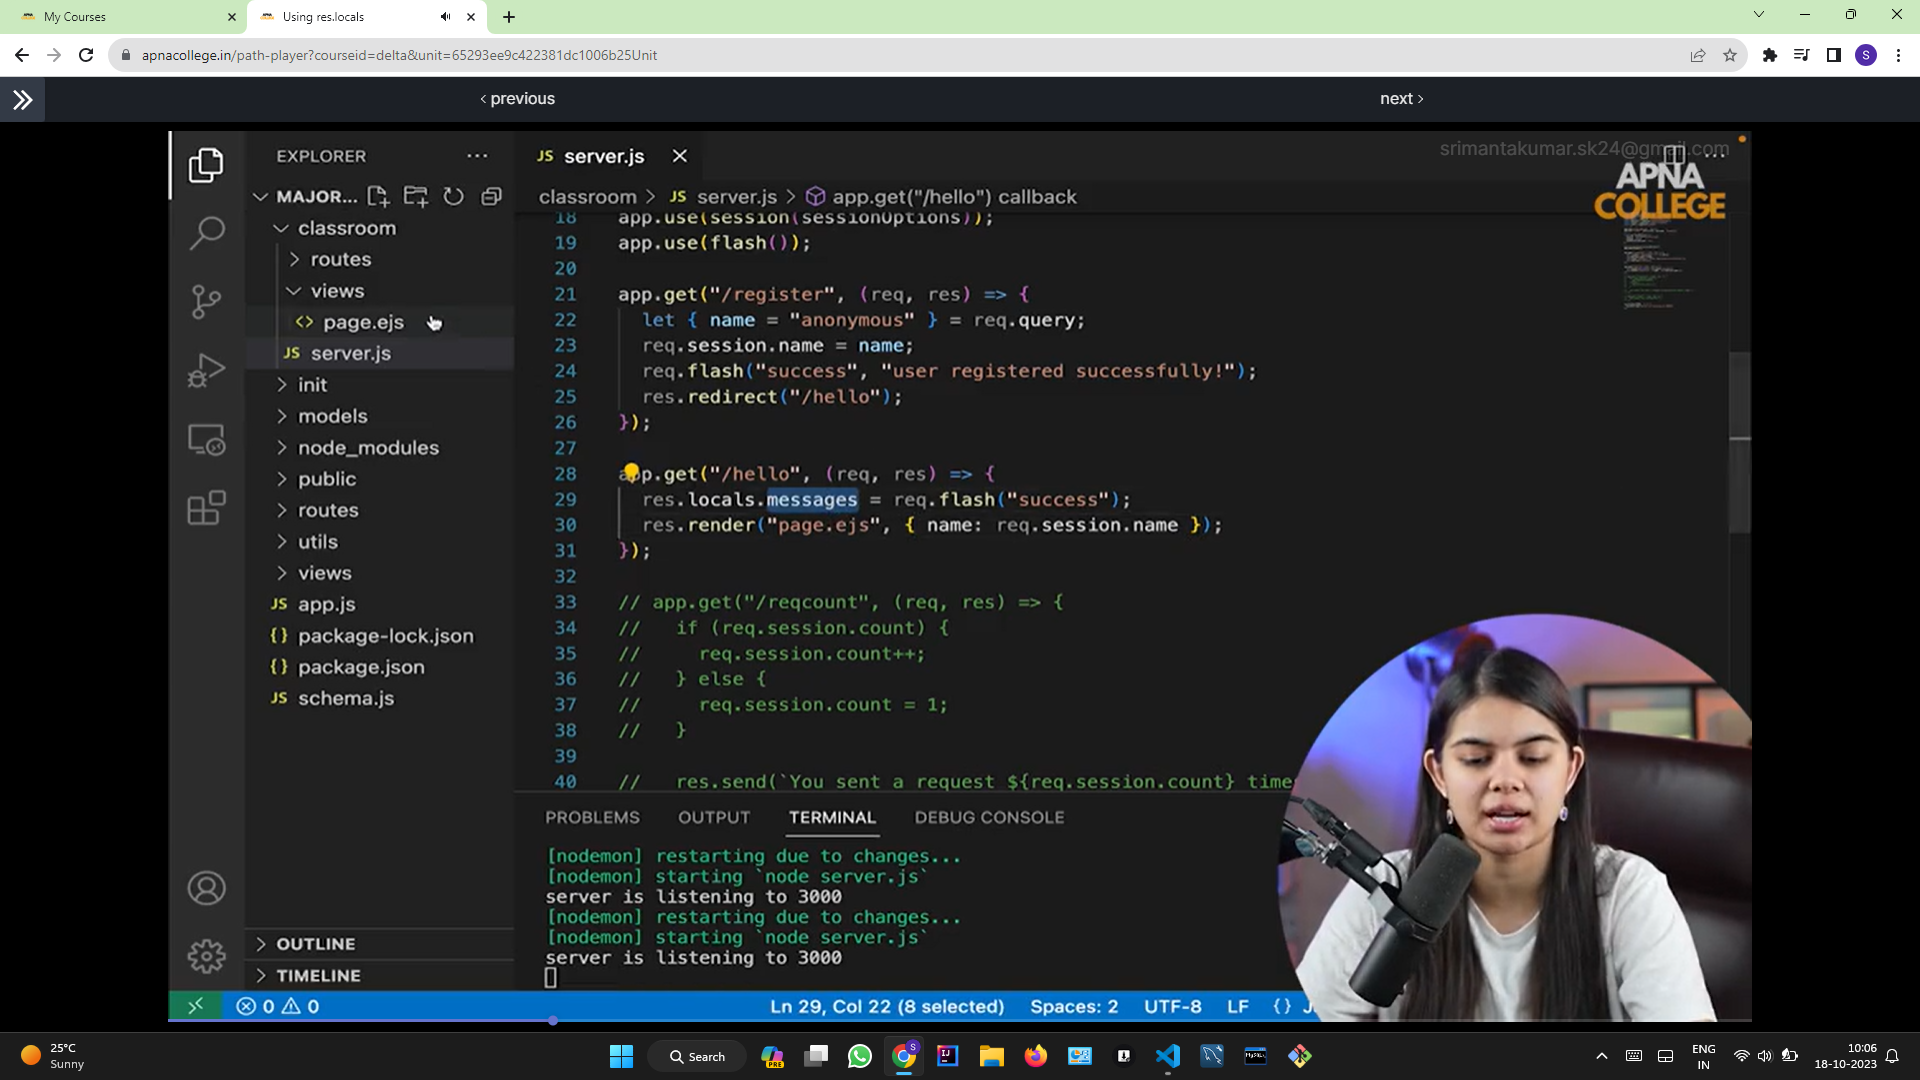 My Courses
Using res.locals
apnacollege.in/path-player?courseid=delta&unit=65293ee9c422381dc1006b25Unit
S
‹ previous
next ›
EXPLORER
JS server.js
srimantakumar.sk24@gmail.com
APNA
COLLEGE
MAJOR...
classroom > JS server.js > app.get("/hello") callback
classroom
routes
views
page.ejs
JS server.js
init
models
node_modules
public
routes
utils
views
JS app.js
{} package-lock.json
{} package.json
JS schema.js
OUTLINE
TIMELINE
18 app.use(session(sessionOptions));
19 app.use(flash());
20
21 app.get("/register", (req, res) => {
22 let { name = "anonymous" } = req.query;
23 req.session.name = name;
24 req.flash("success", "user registered successfully!");
25 res.redirect("/hello");
26 });
27
28 app.get("/hello", (req, res) => {
29 res.locals.messages = req.flash("success");
30 res.render("page.ejs", { name: req.session.name });
31 });
32
33 // app.get("/reqcount", (req, res) => {
34 // if (req.session.count) {
35 // req.session.count++;
36 // } else {
37 // req.session.count = 1;
38 // }
39
40 // res.send(`You sent a request ${req.session.count} time
PROBLEMS OUTPUT TERMINAL DEBUG CONSOLE
[nodemon] restarting due to changes...
[nodemon] starting `node server.js`
server is listening to 3000
[nodemon] restarting due to changes...
[nodemon] starting `node server.js`
server is listening to 3000
0 0 Ln 29, Col 22 (8 selected) Spaces: 2 UTF-8 LF {} J
25°C
Sunny
Search
PRE
S
ENG
IN
10:06
18-10-2023